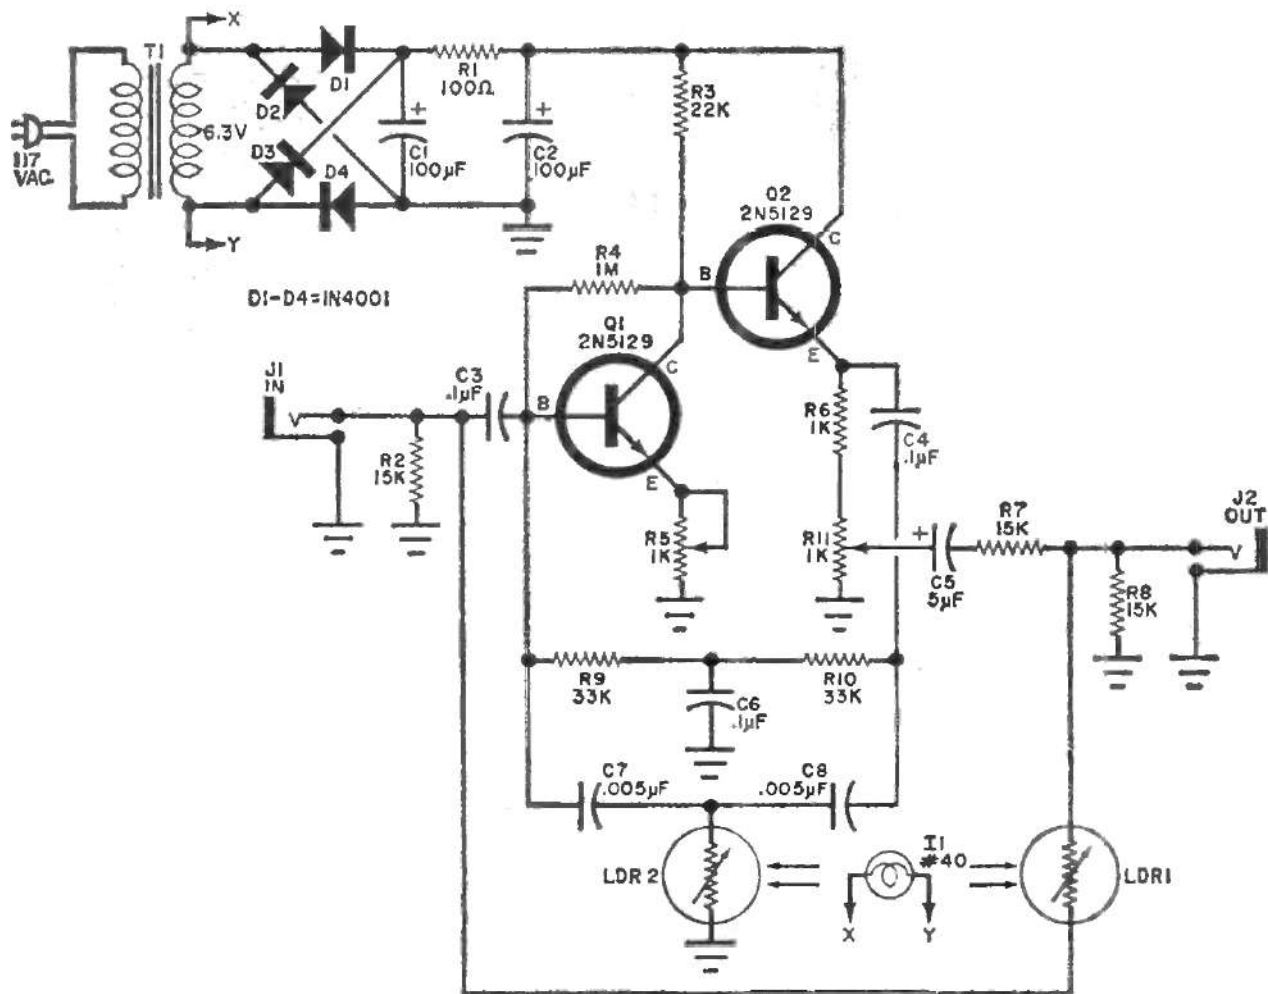 X
T1
D1
R1
100Ω
D2
6.3V
R3
22K
+
+
117
VAC.
D3
D4
C1
100µF
C2
100µF
Y
Q2
2N5129
C
R4
1M
B
D1-D4=1N4001
Q1
2N5129
E
C
J1
IN
C3
.1µF
B
R6
1K
C4
.1µF
R2
15K
E
J2
OUT
R7
15K
R5
1K
R11
1K
+
C5
5µF
R8
15K
R9
33K
R10
33K
C6
.1µF
C7
.005µF
C8
.005µF
I1
#40
LDR2
LDR1
X
Y